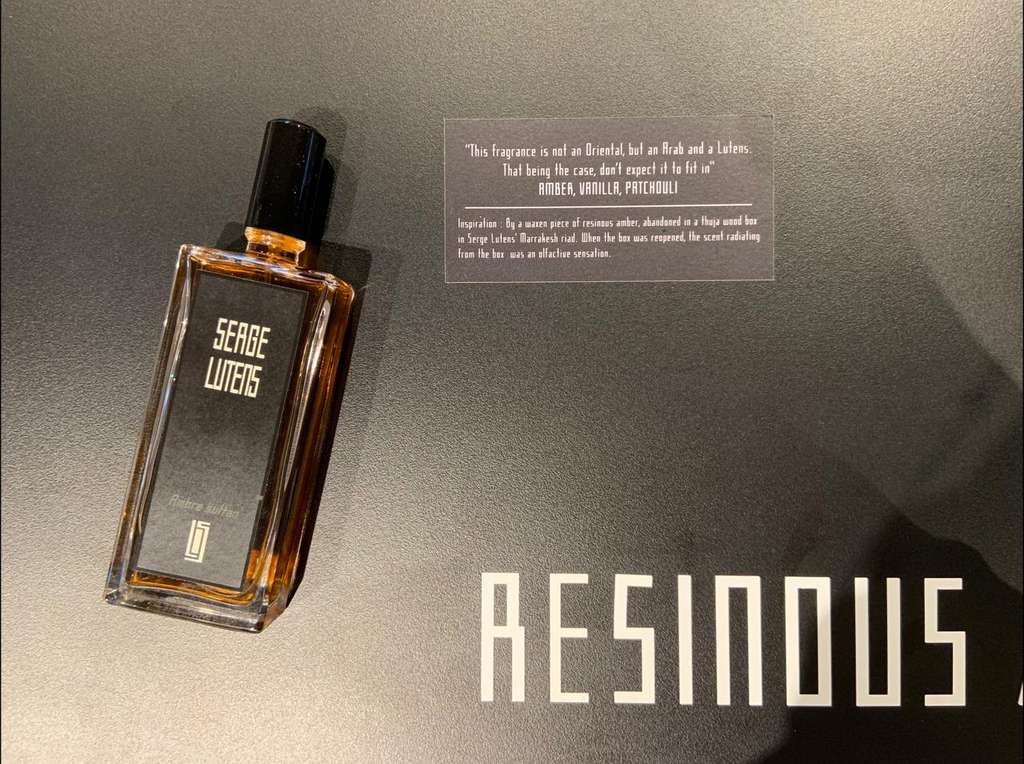 SERGE
LUTENS
Ambre sultan
"This fragrance is not an Oriental, but an Arab and a Lutens.
That being the case, don't expect it to fit in"
AMBER, VANILLA, PATCHOULI
Inspiration : By a waxen piece of resinous amber, abandoned in a thuja wood box
in Serge Lutens' Marrakesh riad. When the box was reopened, the scent radiating
from the box was an olfactive sensation.
RESINOUS